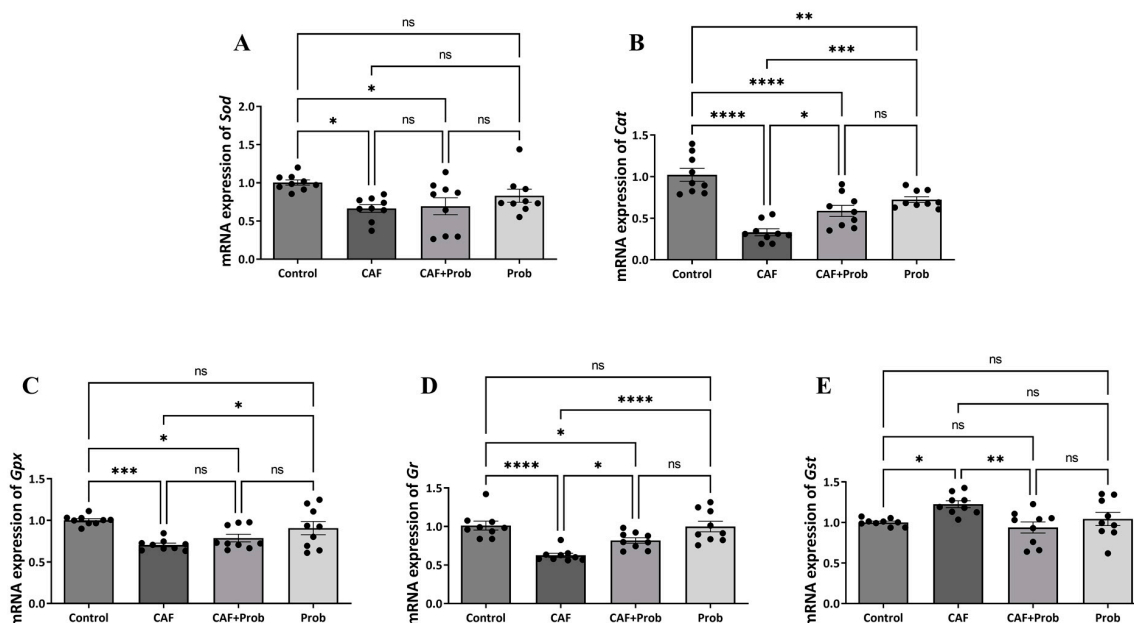 A
ns
ns
*
*
ns
ns
mRNA expression of Sod
2.0
1.5
1.0
0.5
0.0
Control CAF CAF+Prob Prob
B
**
***
****
****
*
ns
mRNA expression of Cat
1.5
1.0
0.5
0.0
Control CAF CAF+Prob Prob
C
ns
*
*
***
ns
ns
mRNA expression of Gpx
1.5
1.0
0.5
0.0
Control CAF CAF+Prob Prob
D
ns
****
*
****
*
ns
mRNA expression of Gr
1.5
1.0
0.5
0.0
Control CAF CAF+Prob Prob
E
ns
ns
ns
*
**
ns
mRNA expression of Gst
1.5
1.0
0.5
0.0
Control CAF CAF+Prob Prob